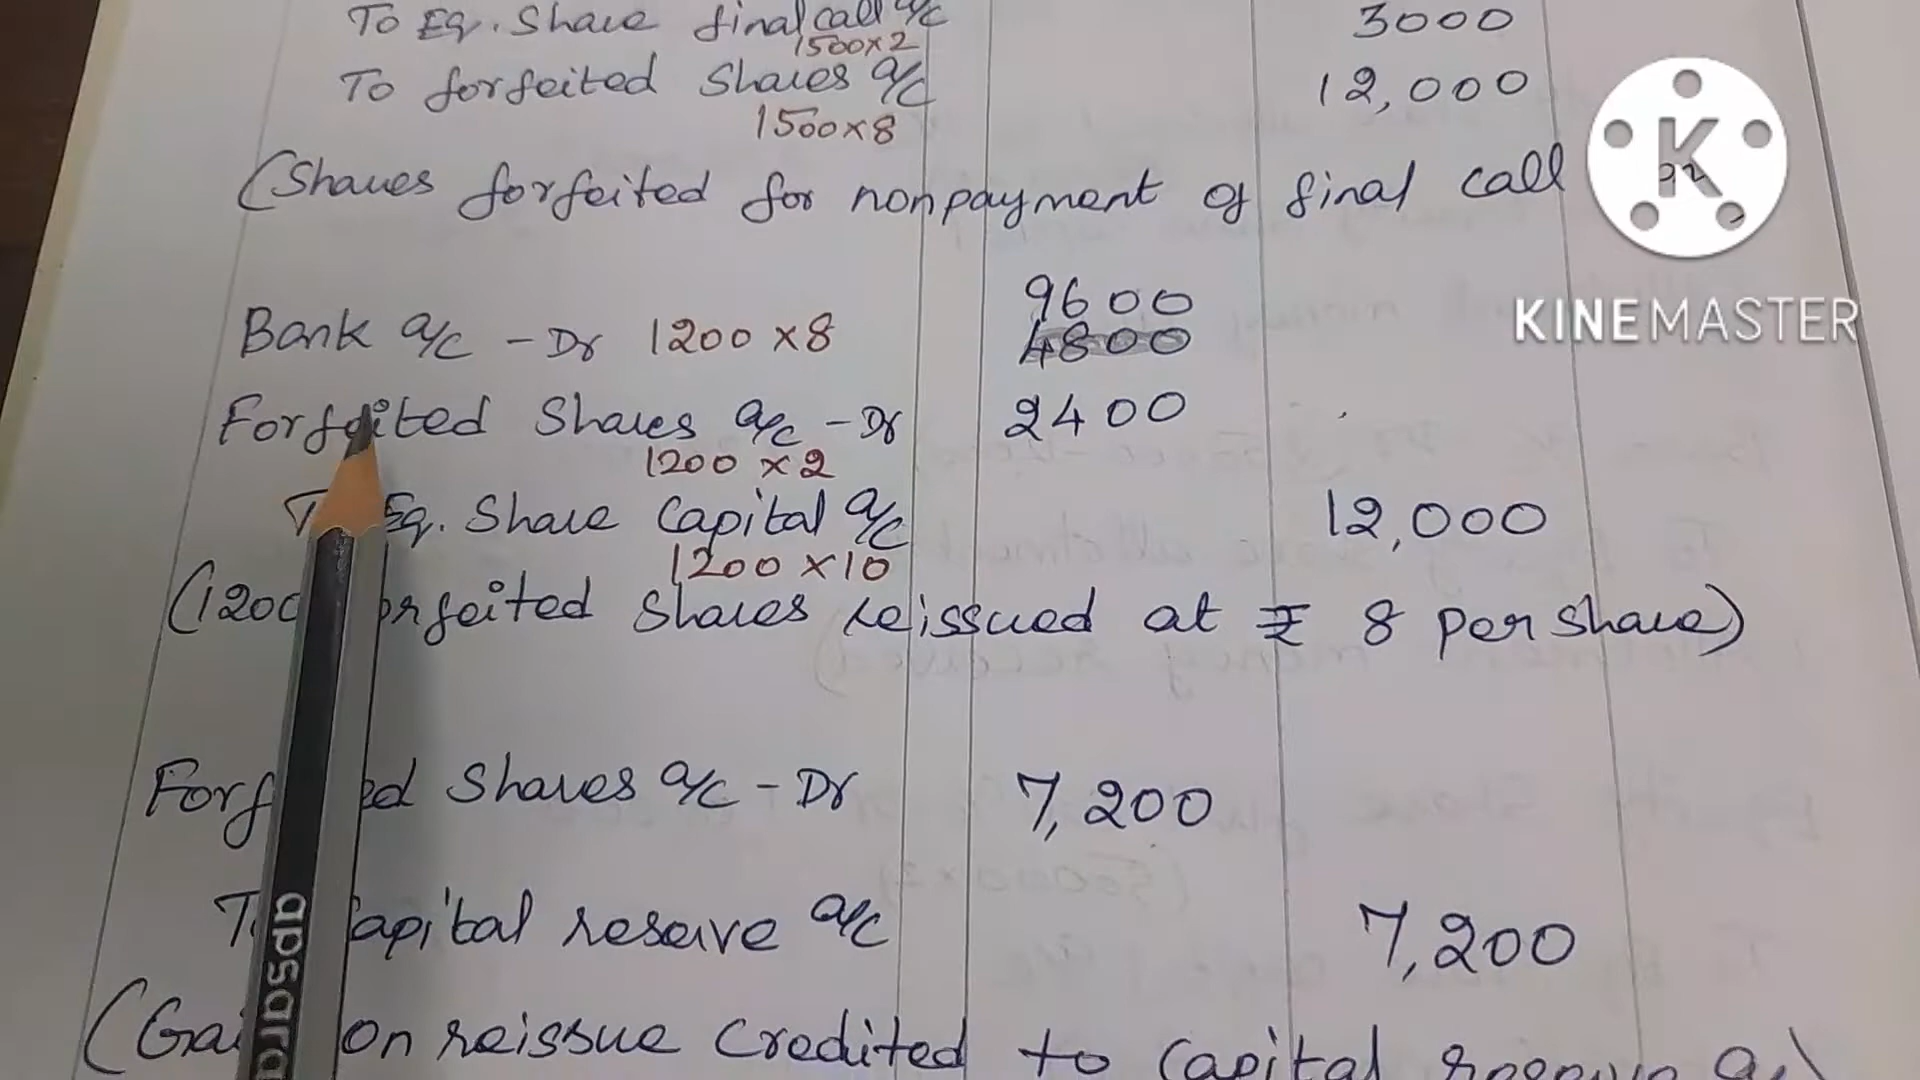 To Eq. Share final call a/c 3000
1500×2
To forfeited Shares a/c 12,000
1500×8
(Shares forfeited for nonpayment of final call
K
KINEMASTER
9600
Bank a/c - Dr 1200 × 8 4800
Forfeited Shares a/c - Dr 2400
1200 × 2
Eq. Share Capital a/c 12,000
1200 × 10
Shares reissued at ₹ 8 per share)
Shares a/c - Dr 7,200
reserve a/c 7,200
on reissue credited to Capital
apsara